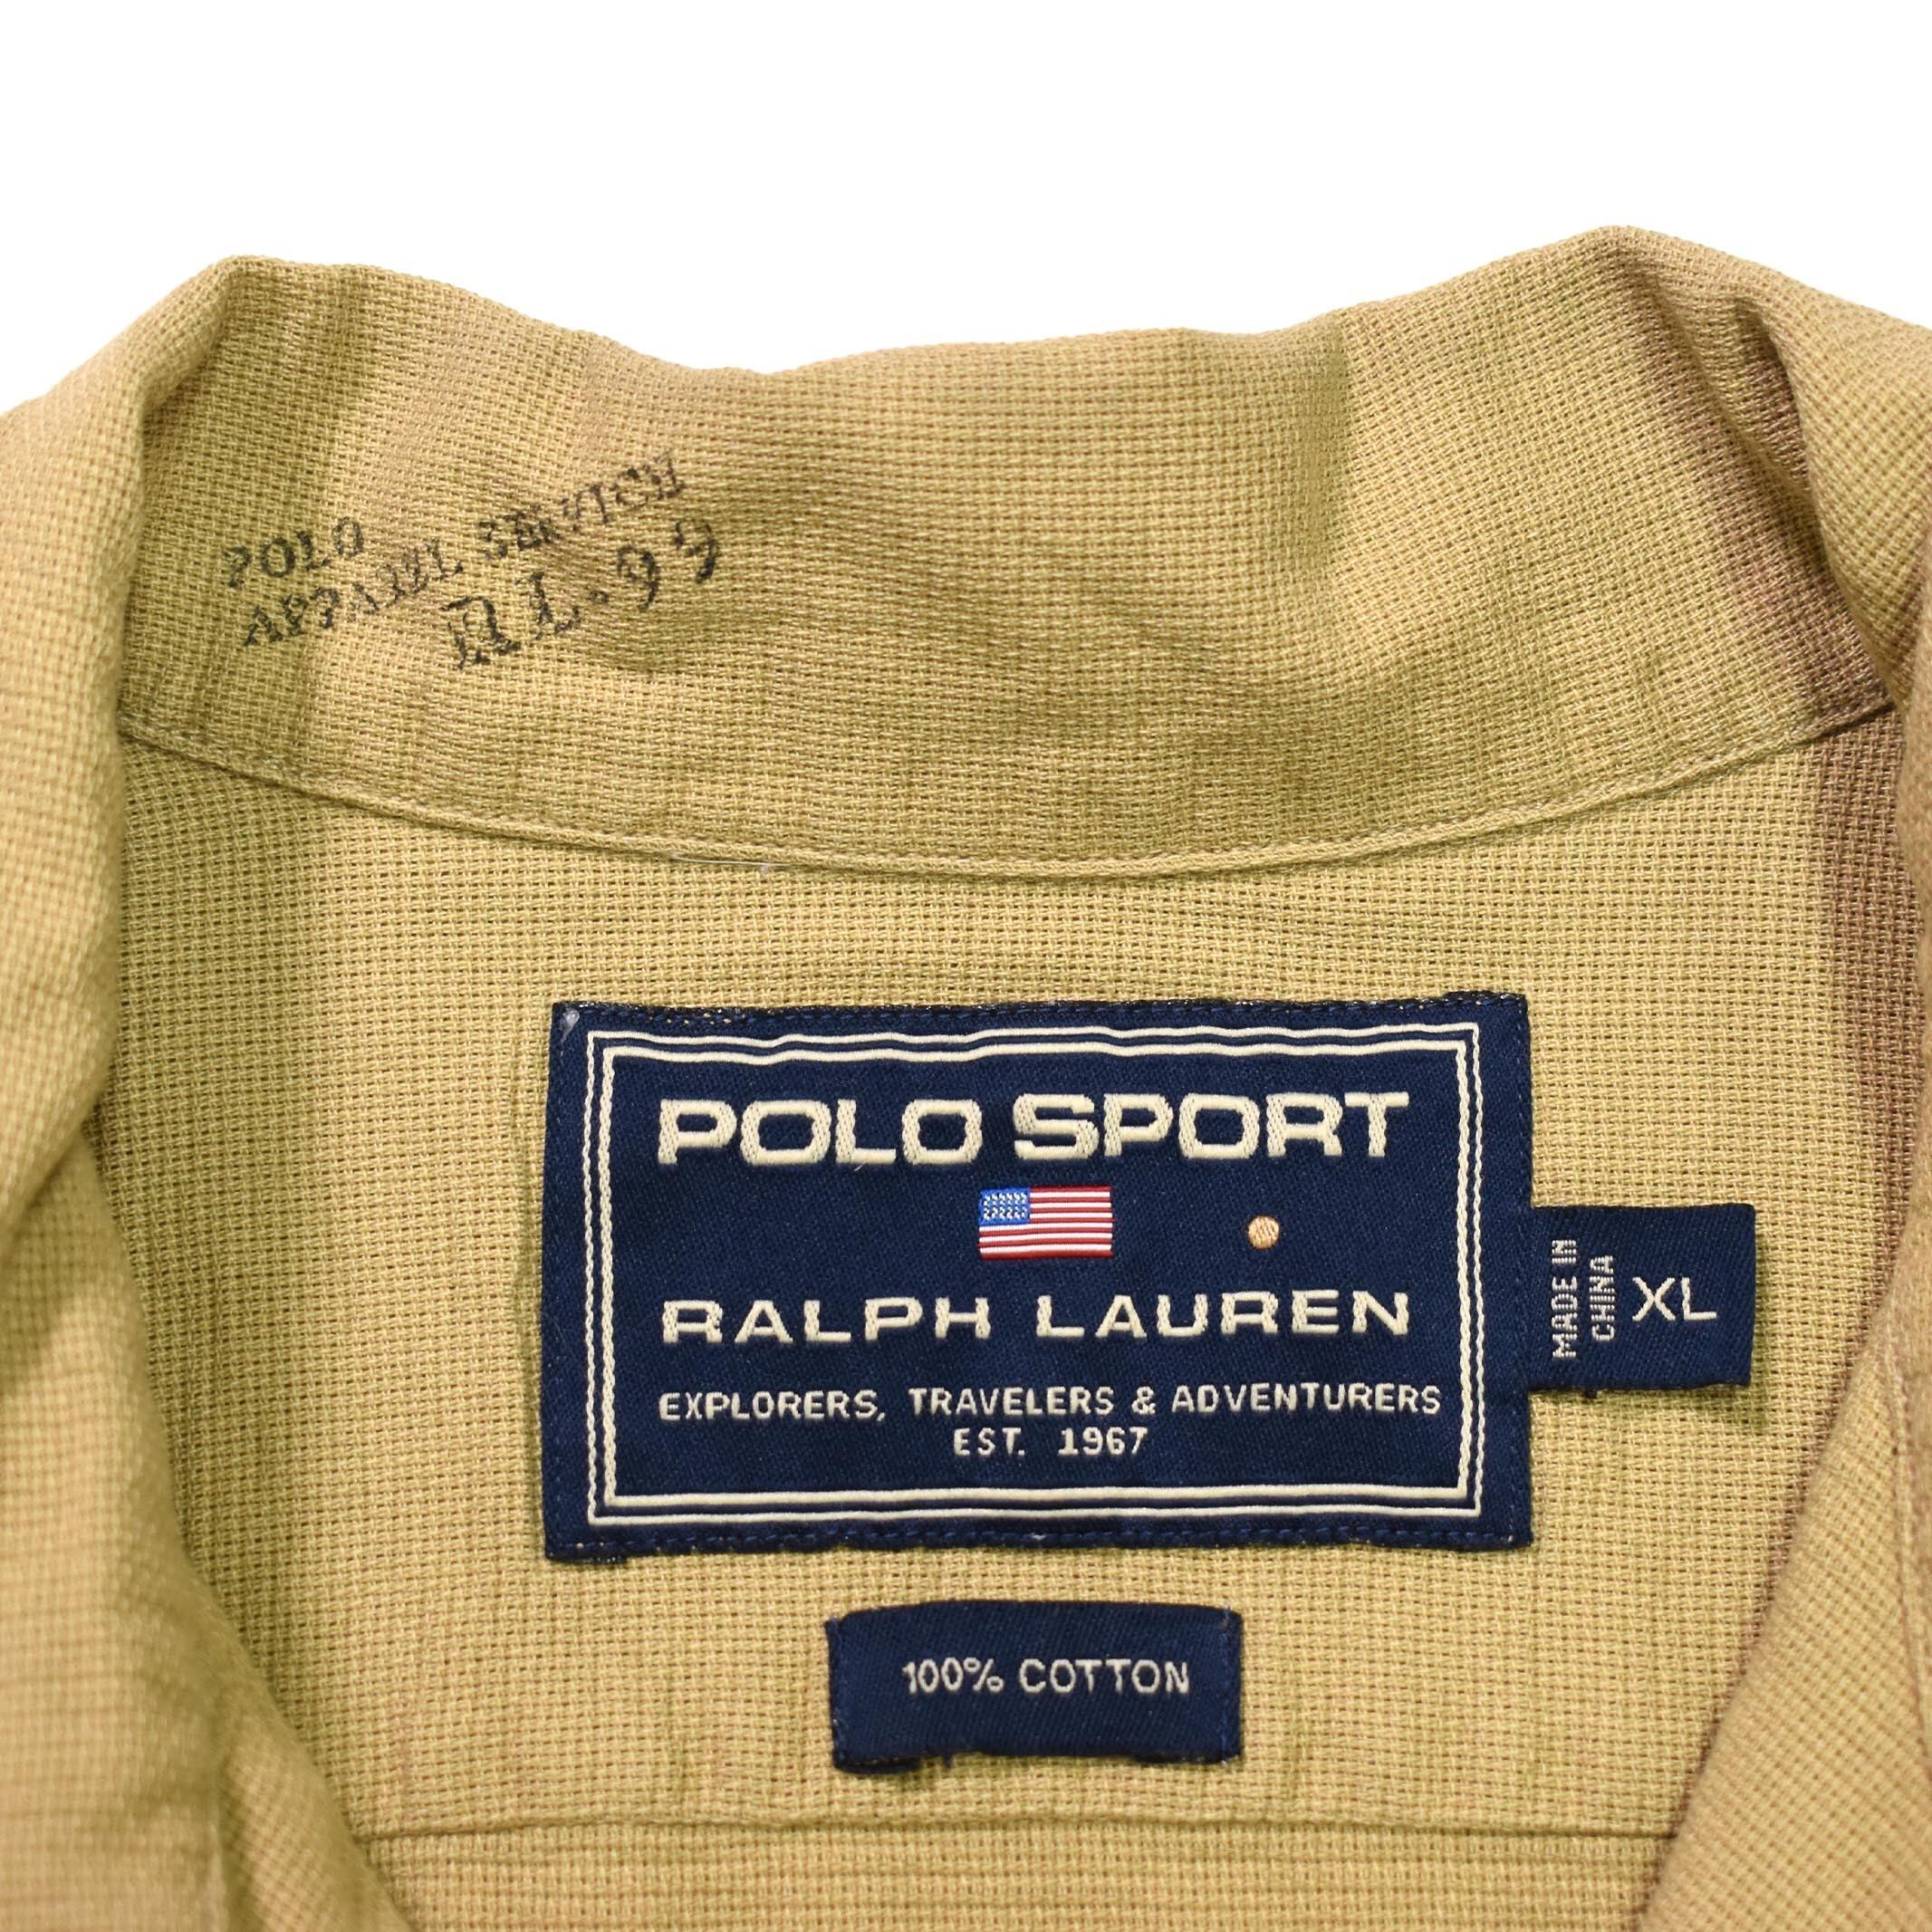 POLO
APPAREL SERVICE
RL.99
POLO SPORT
RALPH LAUREN
EXPLORERS, TRAVELERS & ADVENTURERS
EST. 1967
MADE IN
CHINA
XL
100% COTTON